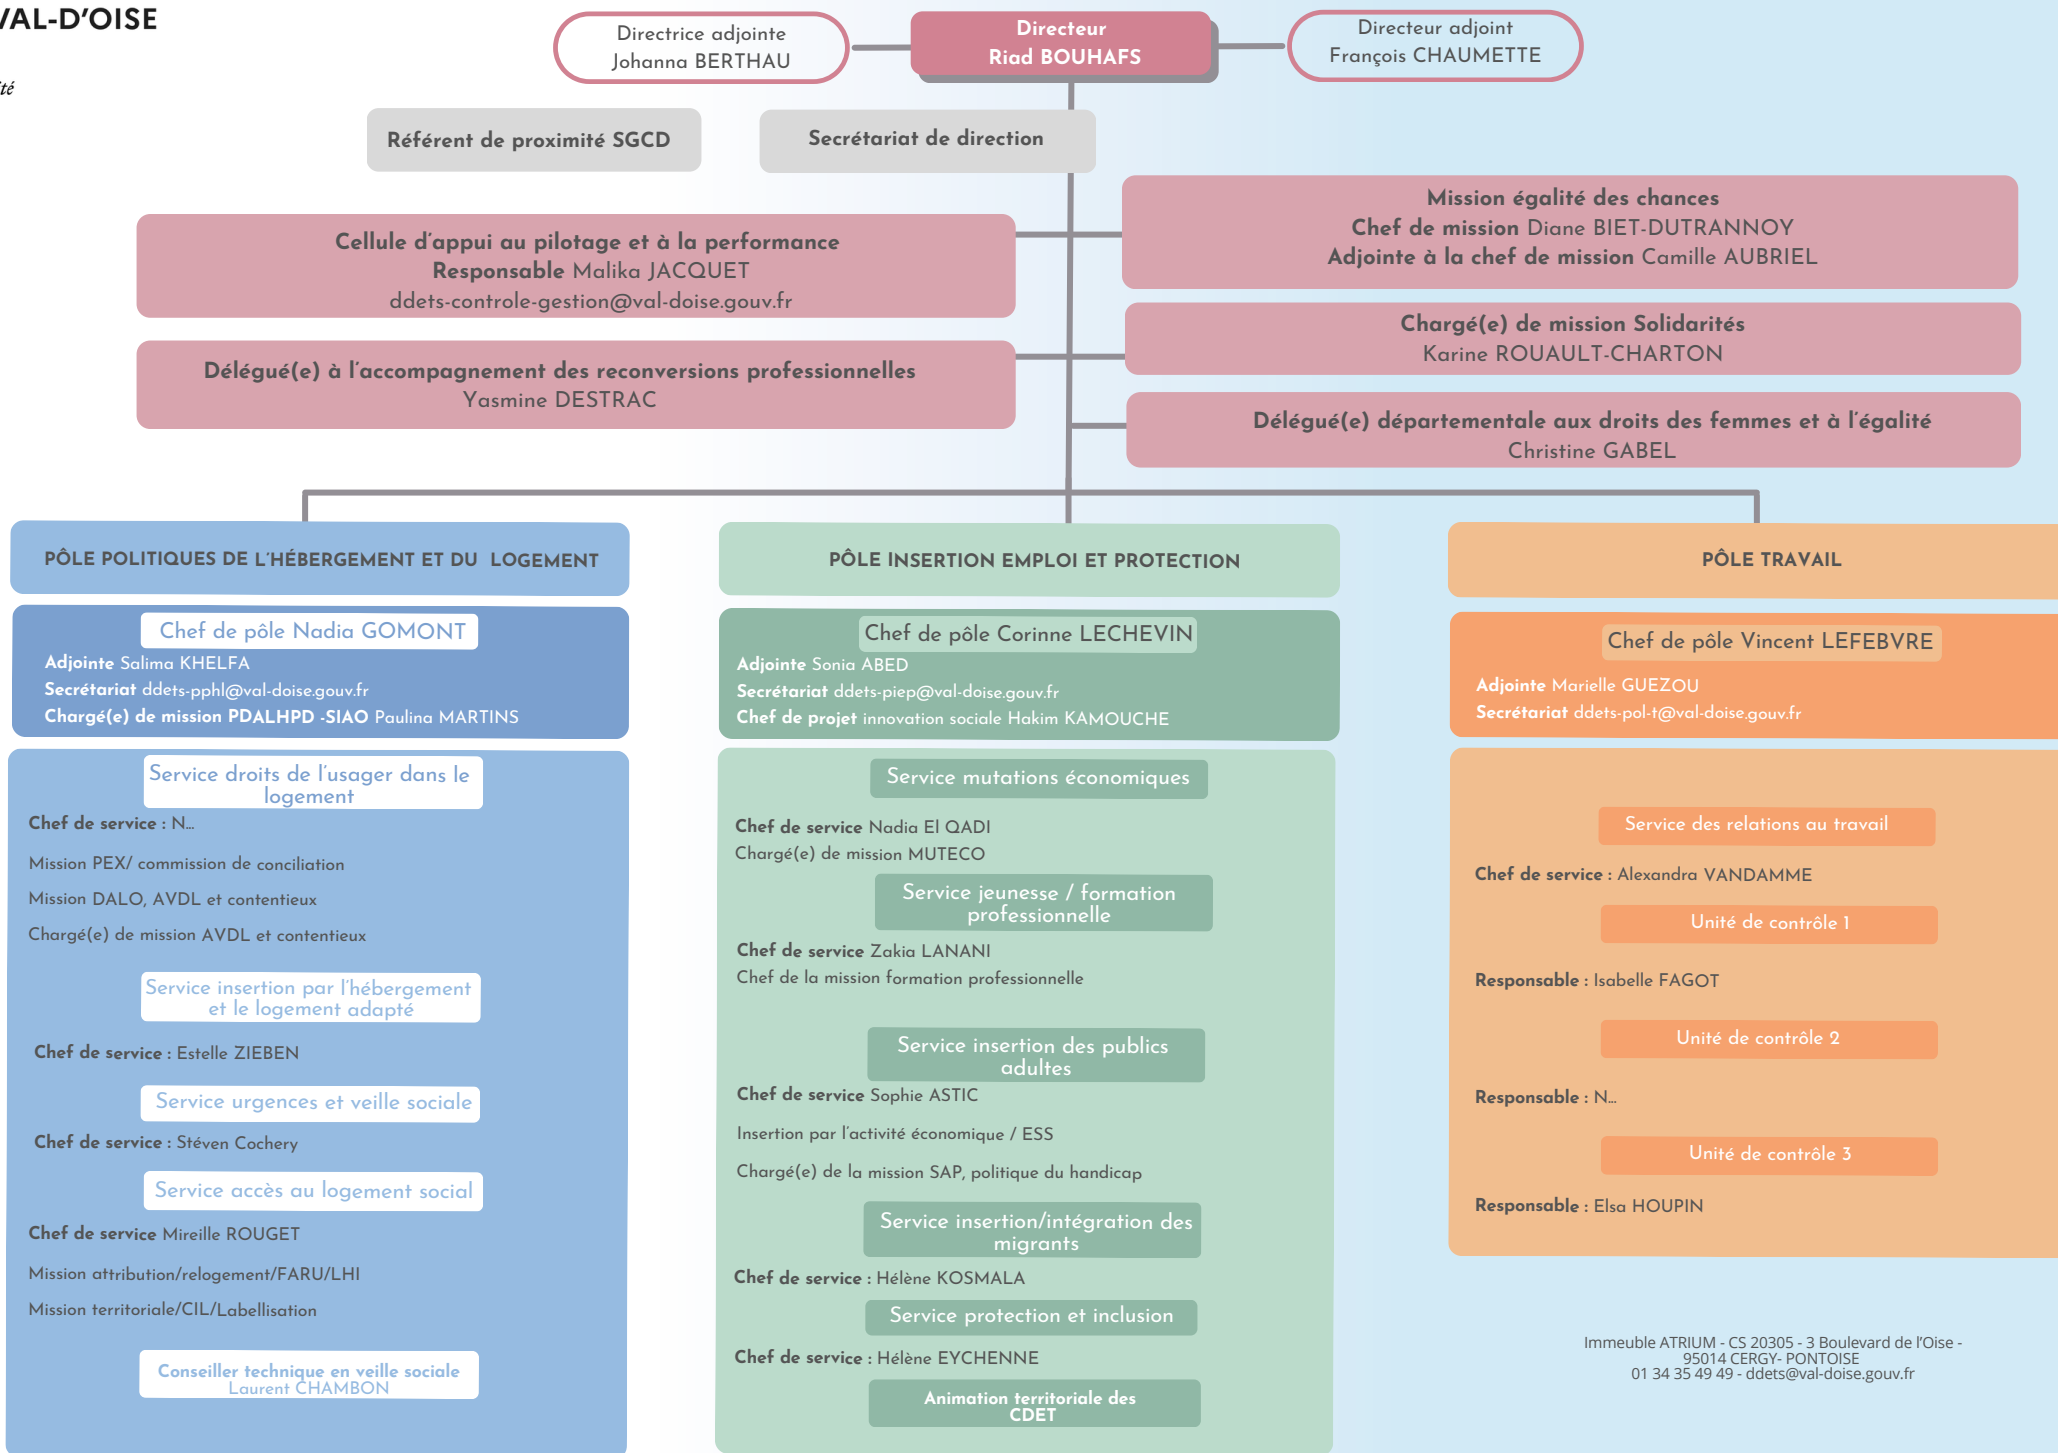 VAL-D'OISE
té
Directrice adjointe
Johanna BERTHAU
Directeur
Riad BOUHAFS
Directeur adjoint
François CHAUMETTE
Référent de proximité SGCD
Secrétariat de direction
Cellule d'appui au pilotage et à la performance
Responsable Malika JACQUET
ddets-controle-gestion@val-doise.gouv.fr
Mission égalité des chances
Chef de mission Diane BIET-DUTRANNOY
Adjointe à la chef de mission Camille AUBRIEL
Chargé(e) de mission Solidarités
Karine ROUAULT-CHARTON
Délégué(e) à l'accompagnement des reconversions professionnelles
Yasmine DESTRAC
Délégué(e) départementale aux droits des femmes et à l'égalité
Christine GABEL
PÔLE POLITIQUES DE L'HÉBERGEMENT ET DU LOGEMENT
Chef de pôle Nadia GOMONT
Adjointe Salima KHELFA
Secrétariat ddets-pphl@val-doise.gouv.fr
Chargé(e) de mission PDALHPD -SIAO Paulina MARTINS
Service droits de l'usager dans le
logement
Chef de service : N...
Mission PEX/ commission de conciliation
Mission DALO, AVDL et contentieux
Chargé(e) de mission AVDL et contentieux
Service insertion par l'hébergement
et le logement adapté
Chef de service : Estelle ZIEBEN
Service urgences et veille sociale
Chef de service : Stéven Cochery
Service accès au logement social
Chef de service Mireille ROUGET
Mission attribution/relogement/FARU/LHI
Mission territoriale/CIL/Labellisation
Conseiller technique en veille sociale
Laurent CHAMBON
PÔLE INSERTION EMPLOI ET PROTECTION
Chef de pôle Corinne LECHEVIN
Adjointe Sonia ABED
Secrétariat ddets-piep@val-doise.gouv.fr
Chef de projet innovation sociale Hakim KAMOUCHE
Service mutations économiques
Chef de service Nadia El QADI
Chargé(e) de mission MUTECO
Service jeunesse / formation
professionnelle
Chef de service Zakia LANANI
Chef de la mission formation professionnelle
Service insertion des publics
adultes
Chef de service Sophie ASTIC
Insertion par l'activité économique / ESS
Chargé(e) de la mission SAP, politique du handicap
Service insertion/intégration des
migrants
Chef de service : Hélène KOSMALA
Service protection et inclusion
Chef de service : Hélène EYCHENNE
Animation territoriale des
CDET
PÔLE TRAVAIL
Chef de pôle Vincent LEFEBVRE
Adjointe Marielle GUEZOU
Secrétariat ddets-pol-t@val-doise.gouv.fr
Service des relations au travail
Chef de service : Alexandra VANDAMME
Unité de contrôle 1
Responsable : Isabelle FAGOT
Unité de contrôle 2
Responsable : N...
Unité de contrôle 3
Responsable : Elsa HOUPIN
Immeuble ATRIUM - CS 20305 - 3 Boulevard de l'Oise -
95014 CERGY- PONTOISE
01 34 35 49 49 - ddets@val-doise.gouv.fr